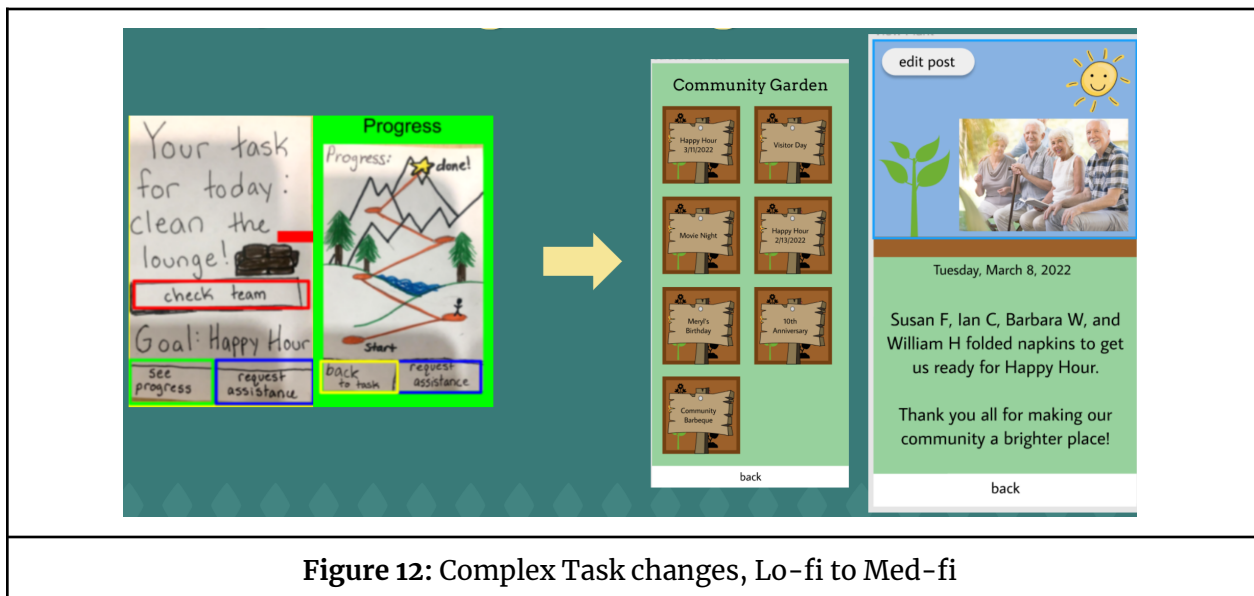 Your task
for today:
clean the
lounge!
check team
Goal: Happy Hour
see
progress
request
assistance
Progress
Progress:
done!
Start
back
to task
request
assistance
Community Garden
Happy Hour
3/11/2022
Visitor Day
Movie Night
Happy Hour
2/13/2022
Meryl's
Birthday
10th
Anniversary
Community
Barbeque
back
edit post
Tuesday, March 8, 2022
Susan F, Ian C, Barbara W, and
William H folded napkins to get
us ready for Happy Hour.
Thank you all for making our
community a brighter place!
back
Figure 12: Complex Task changes, Lo-fi to Med-fi